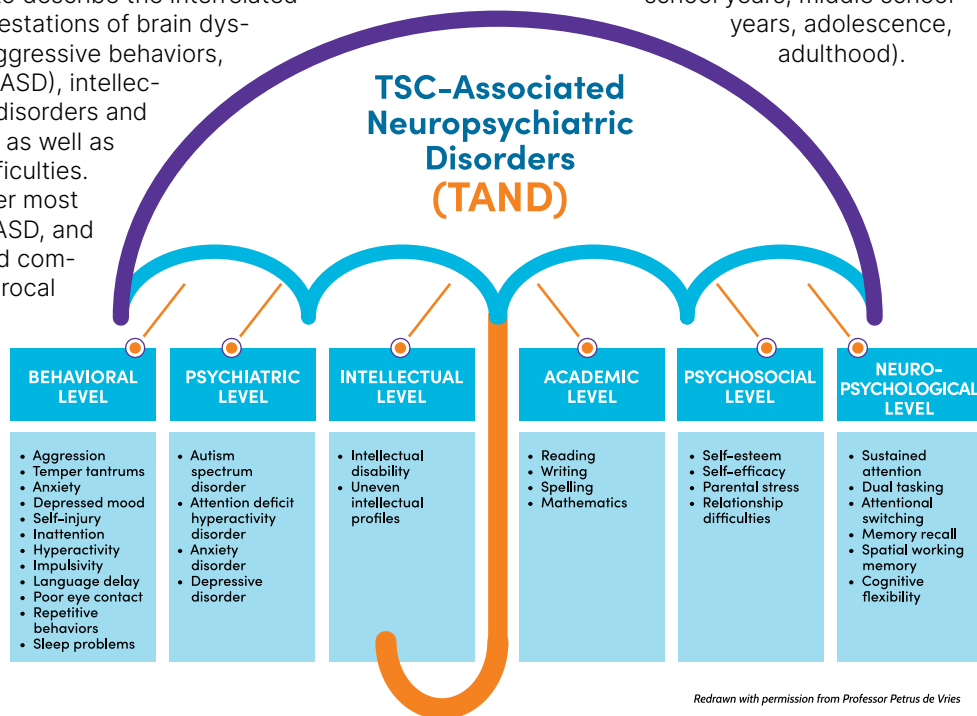 to describe the interrelated
estations of brain dys-
ggressive behaviors,
ASD), intellec-
disorders and
as well as
ficulties.
er most
ASD, and
d com-
rocal
years, adolescence,
adulthood).
TSC-Associated
Neuropsychiatric
Disorders
(TAND)
BEHAVIORAL
LEVEL
• Aggression
• Temper tantrums
• Anxiety
• Depressed mood
• Self-injury
• Inattention
• Hyperactivity
• Impulsivity
• Language delay
• Poor eye contact
• Repetitive
behaviors
• Sleep problems
PSYCHIATRIC
LEVEL
• Autism
spectrum
disorder
• Attention deficit
hyperactivity
disorder
• Anxiety
disorder
• Depressive
disorder
INTELLECTUAL
LEVEL
• Intellectual
disability
• Uneven
intellectual
profiles
ACADEMIC
LEVEL
• Reading
• Writing
• Spelling
• Mathematics
PSYCHOSOCIAL
LEVEL
• Self-esteem
• Self-efficacy
• Parental stress
• Relationship
difficulties
NEURO-
PSYCHOLOGICAL
LEVEL
• Sustained
attention
• Dual tasking
• Attentional
switching
• Memory recall
• Spatial working
memory
• Cognitive
flexibility
Redrawn with permission from Professor Petrus de Vries